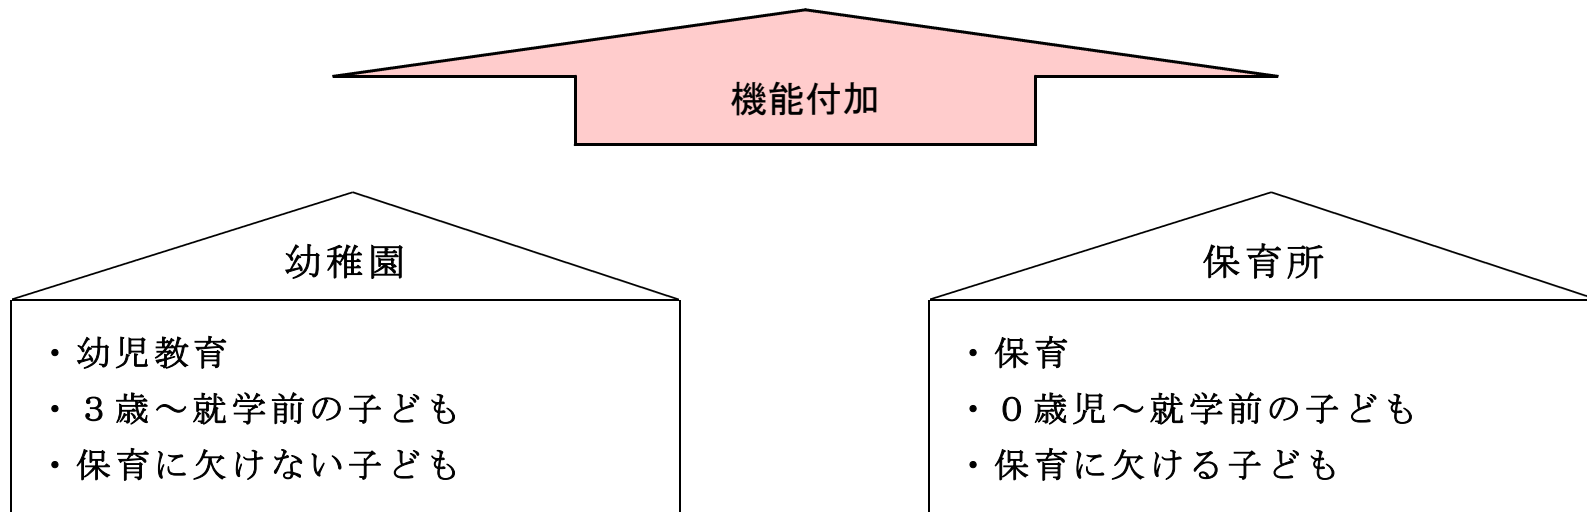 機能付加
幼稚園
・幼児教育
・３歳～就学前の子ども
・保育に欠けない子ども
保育所
・保育
・０歳児～就学前の子ども
・保育に欠ける子ども